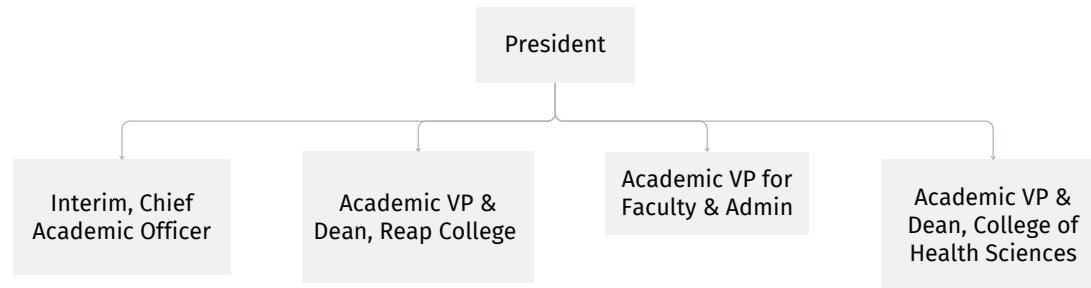 President
Interim, Chief
Academic Officer
Academic VP &
Dean, Reap College
Academic VP for
Faculty & Admin
Academic VP &
Dean, College of
Health Sciences